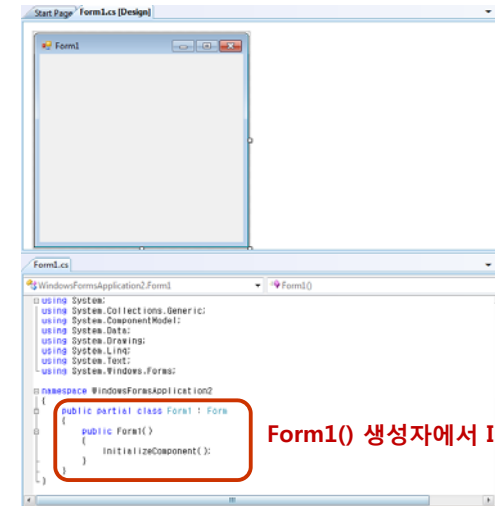 Start Page Form1.cs [Design]
Form1
Form1.cs
WindowsFormsApplication2.Form1 Form1()
using System;
using System.Collections.Generic;
using System.ComponentModel;
using System.Data;
using System.Drawing;
using System.Linq;
using System.Text;
using System.Windows.Forms;
namespace WindowsFormsApplication2
{
public partial class Form1 : Form
{
public Form1()
{
InitializeComponent();
}
}
}
Form1() 생성자에서 I